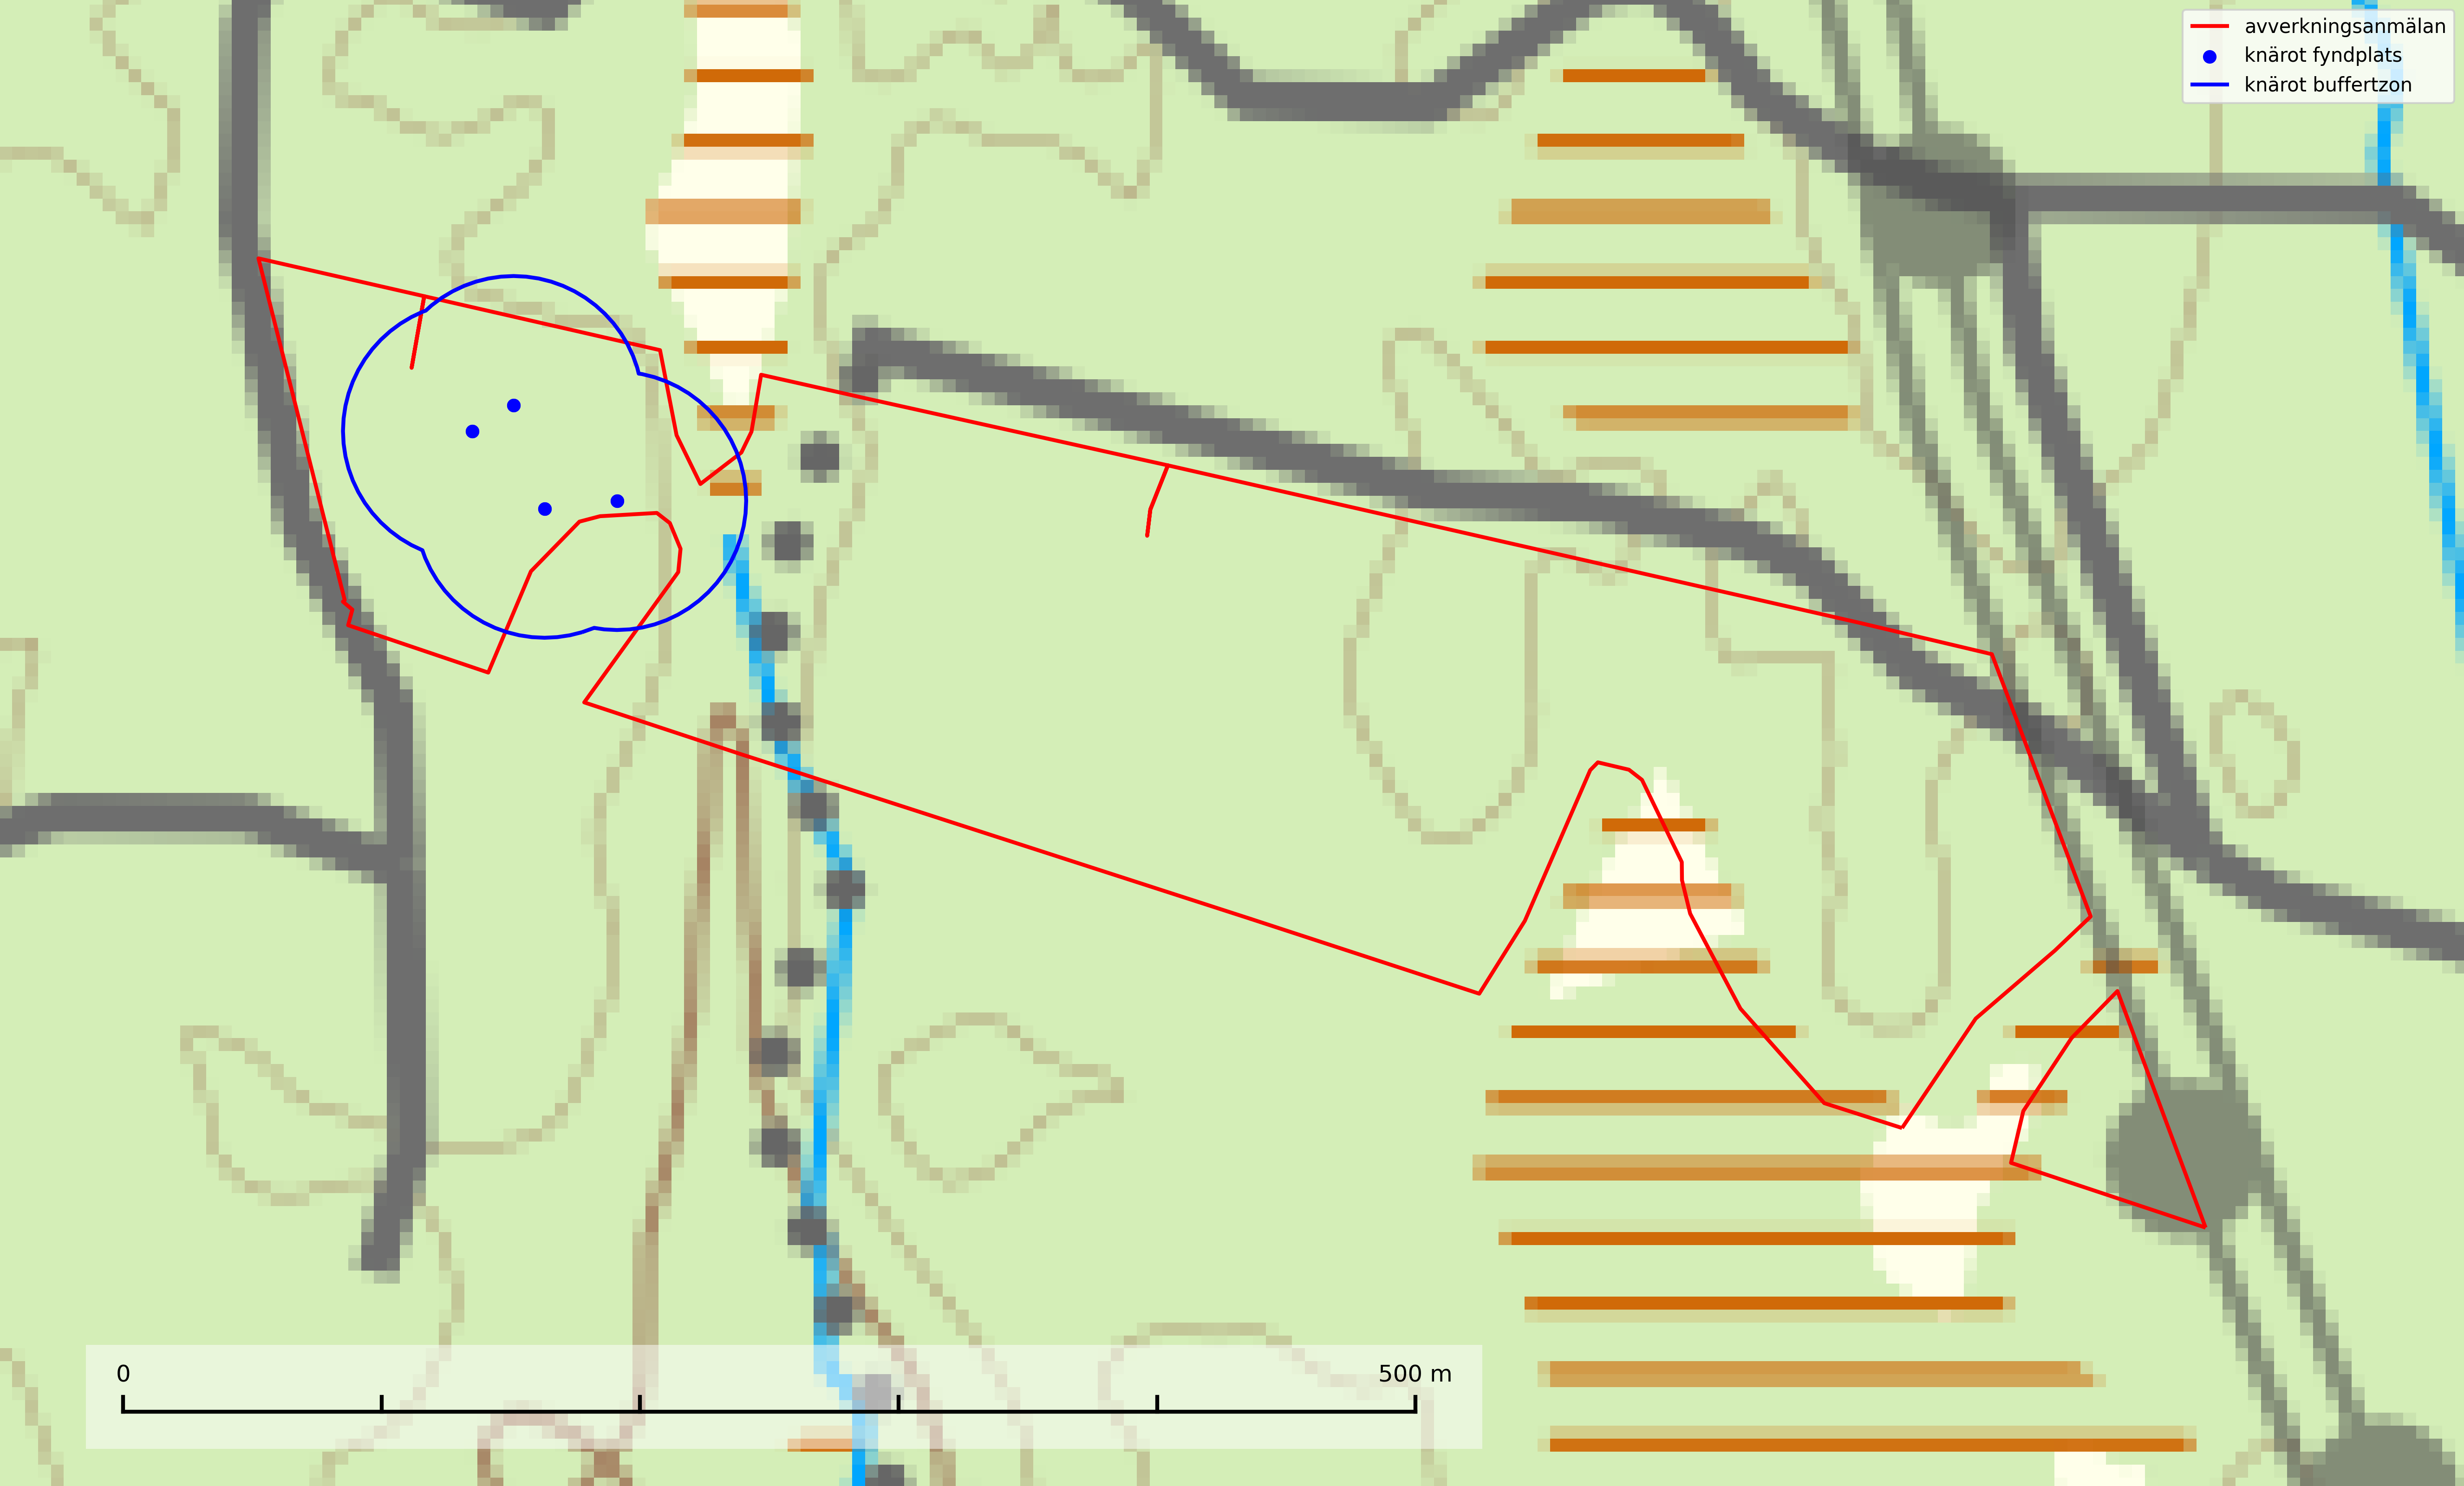 avverkningsanmälan
knärot fyndplats
knärot buffertzon
0
500 m